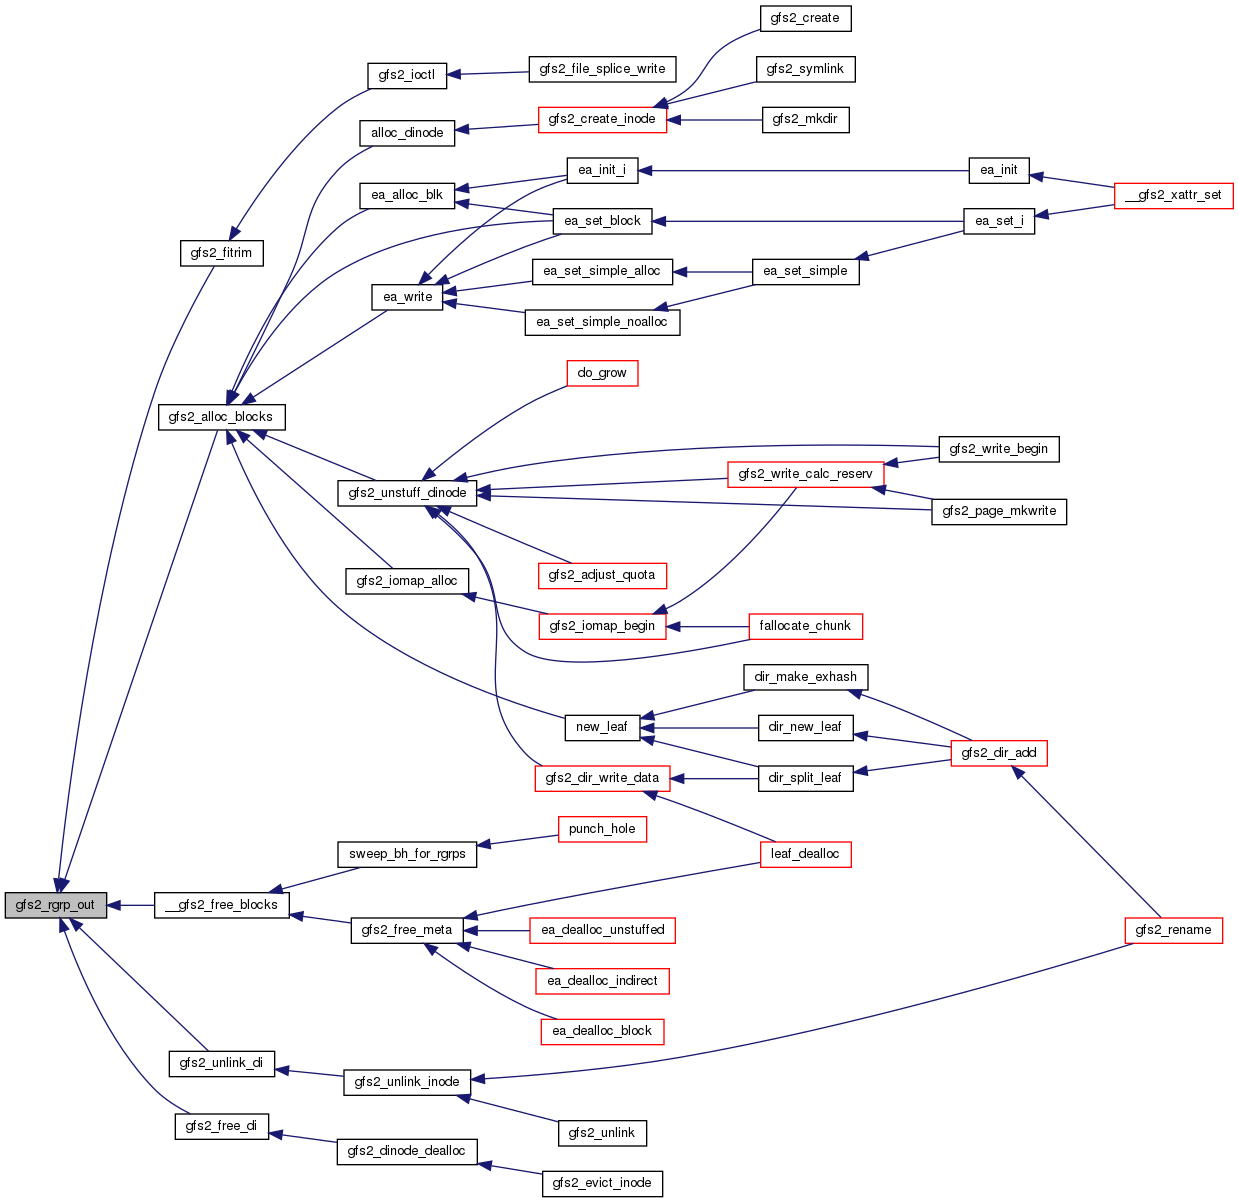 gfs2_create
gfs2_ioctl
gfs2_file_splice_write
gfs2_symlink
alloc_dinode
gfs2_create_inode
gfs2_mkdir
ea_init_i
ea_init
ea_alloc_blk
__gfs2_xattr_set
ea_set_block
ea_set_i
gfs2_fitrim
ea_set_simple_alloc
ea_set_simple
ea_write
ea_set_simple_noalloc
do_grow
gfs2_alloc_blocks
gfs2_write_begin
gfs2_write_calc_reserv
gfs2_unstuff_dinode
gfs2_page_mkwrite
gfs2_iomap_alloc
gfs2_adjust_quota
gfs2_iomap_begin
fallocate_chunk
dir_make_exhash
new_leaf
dir_new_leaf
gfs2_dir_add
gfs2_dir_write_data
dir_split_leaf
punch_hole
sweep_bh_for_rgrps
leaf_dealloc
gfs2_rgrp_out
__gfs2_free_blocks
gfs2_free_meta
ea_dealloc_unstuffed
gfs2_rename
ea_dealloc_indirect
ea_dealloc_block
gfs2_unlink_di
gfs2_unlink_inode
gfs2_free_di
gfs2_unlink
gfs2_dinode_dealloc
gfs2_evict_inode